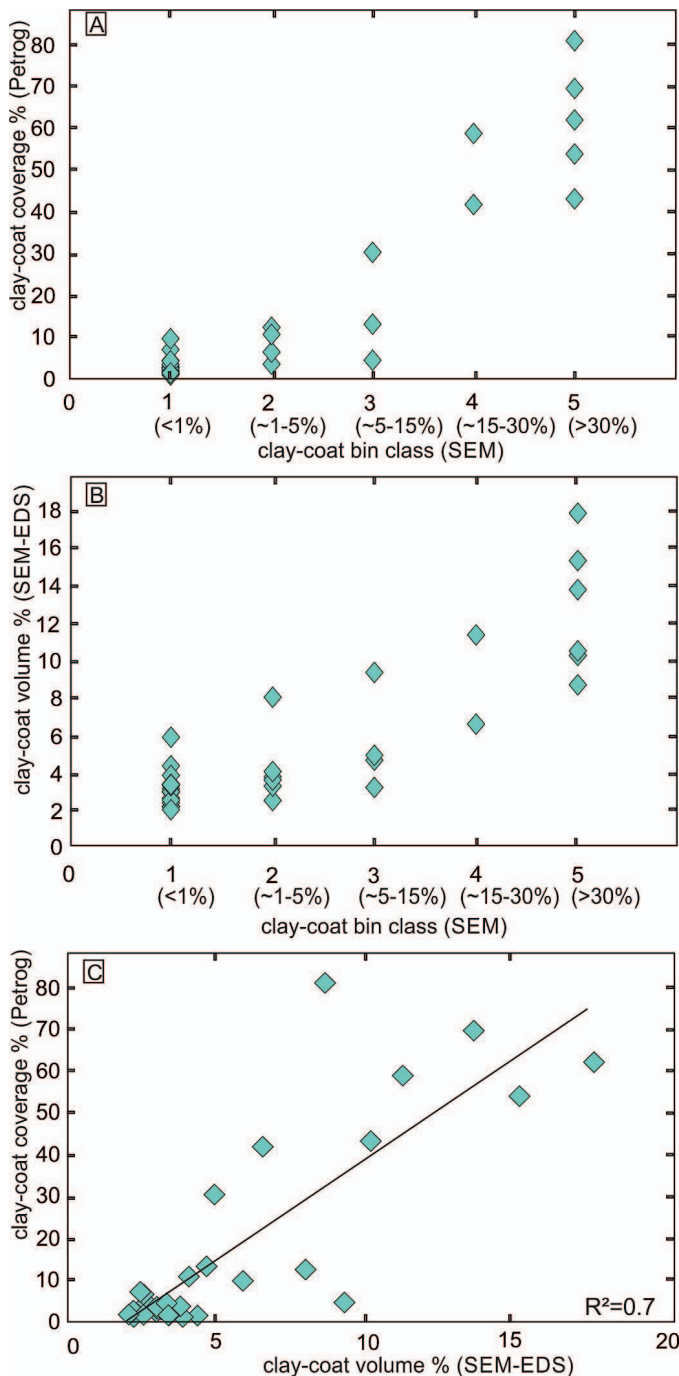 A
clay-coat coverage % (Petrog)
80
70
60
50
40
30
20
10
0
0 1 2 3 4 5
(<1%) (~1-5%) (~5-15%) (~15-30%) (>30%)
clay-coat bin class (SEM)
B
clay-coat volume % (SEM-EDS)
18
16
14
12
10
8
6
4
2
0
0 1 2 3 4 5
(<1%) (~1-5%) (~5-15%) (~15-30%) (>30%)
clay-coat bin class (SEM)
C
clay-coat coverage % (Petrog)
80
70
60
50
40
30
20
10
0
R²=0.7
0 5 10 15 20
clay-coat volume % (SEM-EDS)